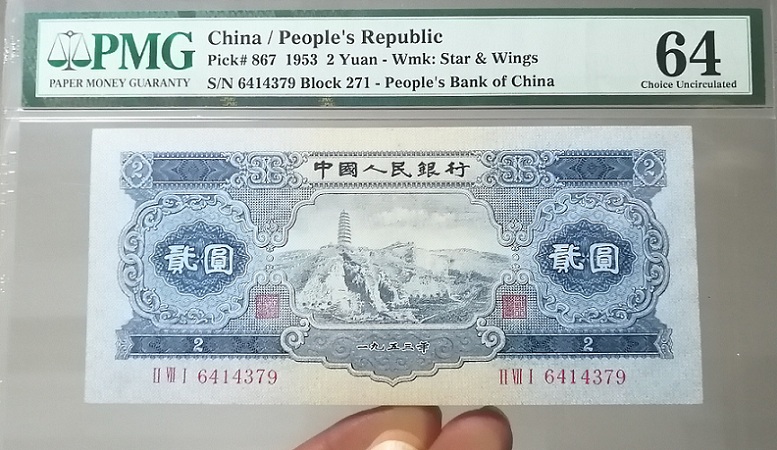 PMG
PAPER MONEY GUARANTY
China / People's Republic
Pick# 867 1953 2 Yuan - Wmk: Star & Wings
S/N 6414379 Block 271 - People's Bank of China
64
Choice Uncirculated
2 中國人民銀行 2
貳圓 貳圓
2 一九五三年 2
II VII I 6414379 II VII I 6414379